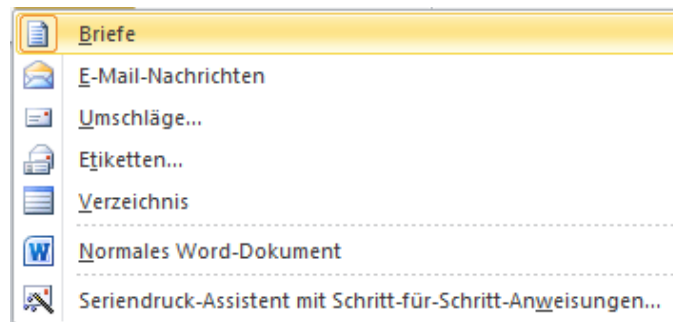 Briefe
E-Mail-Nachrichten
Umschläge...
Etiketten...
Verzeichnis
Normales Word-Dokument
Seriendruck-Assistent mit Schritt-für-Schritt-Anweisungen...